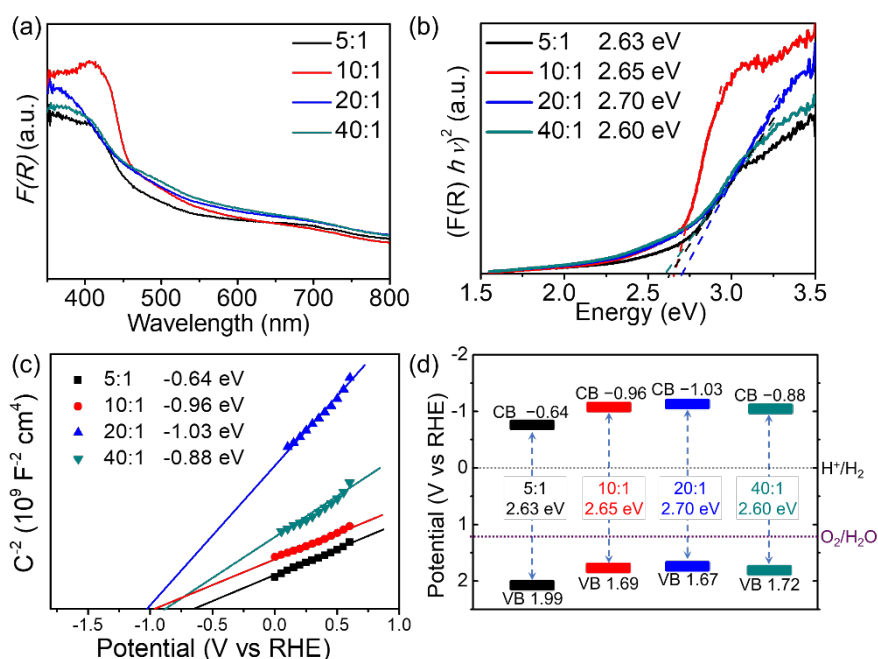 (a)
5:1
10:1
20:1
40:1
F(R) (a.u.)
400 500 600 700 800
Wavelength (nm)
(b)
5:1 2.63 eV
10:1 2.65 eV
20:1 2.70 eV
40:1 2.60 eV
(F(R) h ν)² (a.u.)
2.0 2.5 3.0 3.5
Energy (eV)
(c)
5:1 -0.64 eV
10:1 -0.96 eV
20:1 -1.03 eV
40:1 -0.88 eV
C⁻² (10⁹ F⁻² cm⁴)
-1.5 -1.0 -0.5 0.0 0.5 1.0
Potential (V vs RHE)
(d)
Potential (V vs RHE)
-2
-1
0
1
2
CB −0.64
CB −0.96
CB −1.03
CB −0.88
H⁺/H₂
5:1
2.63 eV
10:1
2.65 eV
20:1
2.70 eV
40:1
2.60 eV
O₂/H₂O
VB 1.99
VB 1.69
VB 1.67
VB 1.72